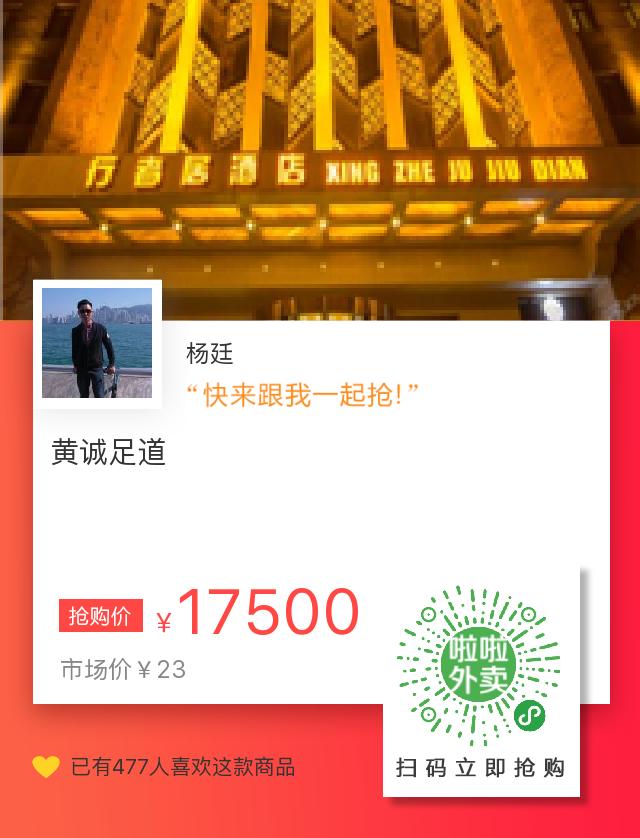 行者居酒店 XING ZHE JU JIU DIAN
杨廷
“快来跟我一起抢!”
黄诚足道
抢购价 ¥17500
市场价¥23
啦啦
外卖
已有477人喜欢这款商品
扫码立即抢购